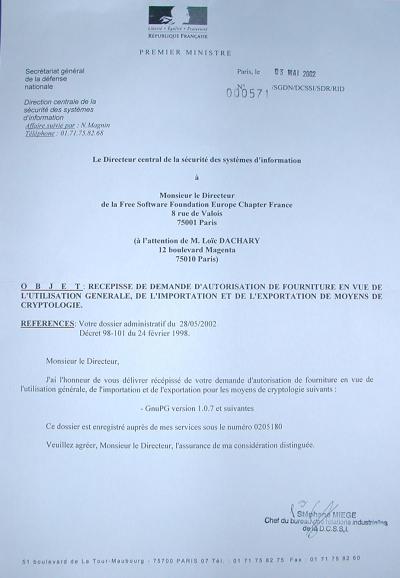 Liberté • Égalité • Fraternité
RÉPUBLIQUE FRANÇAISE
PREMIER MINISTRE
Secrétariat général
de la défense
nationale
Paris, le 03 MAI 2002
N° 000571 /SGDN/DCSSI/SDR/RID
Direction centrale de la
sécurité des systèmes
d'information
Affaire suivie par : N.Magnin
Téléphone : 01.71.75.82.68
Le Directeur central de la sécurité des systèmes d'information
à
Monsieur le Directeur
de la Free Software Foundation Europe Chapter France
8 rue de Valois
75001 Paris
(à l'attention de M. Loïc DACHARY
12 boulevard Magenta
75010 Paris)
O B J E T : RECEPISSE DE DEMANDE D'AUTORISATION DE FOURNITURE EN VUE DE
L'UTILISATION GENERALE, DE L'IMPORTATION ET DE L'EXPORTATION DE MOYENS DE
CRYPTOLOGIE.
REFERENCES: Votre dossier administratif du 28/05/2002
Décret 98-101 du 24 février 1998.
Monsieur le Directeur,
J'ai l'honneur de vous délivrer récépissé de votre demande d'autorisation de fourniture en vue de
l'utilisation générale, de l'importation et de l'exportation pour les moyens de cryptologie suivants :
- GnuPG version 1.0.7 et suivantes
Ce dossier est enregistré auprès de mes services sous le numéro 0205180
Veuillez agréer, Monsieur le Directeur, l'assurance de ma considération distinguée.
Stéphane MIEGE
Chef du bureau des relations industrielles
de la D.C.S.S.I.
51 boulevard de La Tour-Maubourg - 75700 PARIS 07 Tél. : 01 71 75 82 75 Fax : 01 71 75 82 60